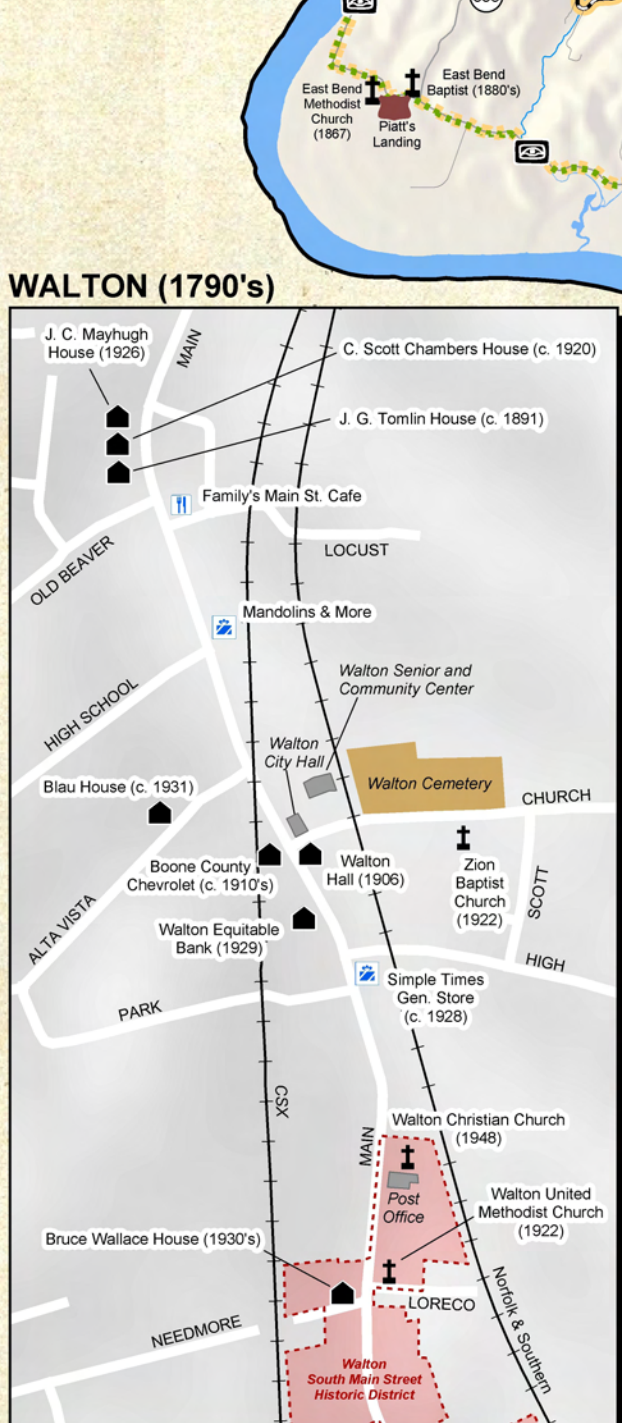 East Bend
Methodist
Church
(1867)
East Bend
Baptist (1880's)
Piatt's
Landing
WALTON (1790's)
J. C. Mayhugh
House (1926)
MAIN
C. Scott Chambers House (c. 1920)
J. G. Tomlin House (c. 1891)
Family's Main St. Cafe
OLD BEAVER
LOCUST
Mandolins & More
HIGH SCHOOL
Walton Senior and
Community Center
Walton
City Hall
Walton Cemetery
Blau House (c. 1931)
CHURCH
Boone County
Chevrolet (c. 1910's)
Walton
Hall (1906)
Zion
Baptist
Church
(1922)
SCOTT
ALTA VISTA
Walton Equitable
Bank (1929)
HIGH
Simple Times
Gen. Store
(c. 1928)
PARK
CSX
MAIN
Walton Christian Church
(1948)
Post
Office
Walton United
Methodist Church
(1922)
Bruce Wallace House (1930's)
LORECO
Norfolk & Southern
NEEDMORE
Walton
South Main Street
Historic District